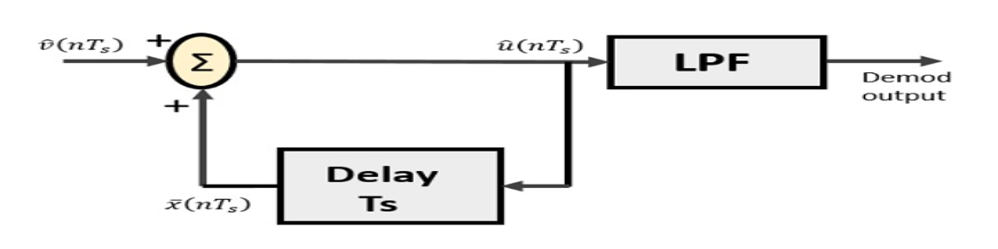 v̂(nTₛ)
+
Σ
+
û(nTₛ)
LPF
Demod
output
Delay
Ts
x̄(nTₛ)